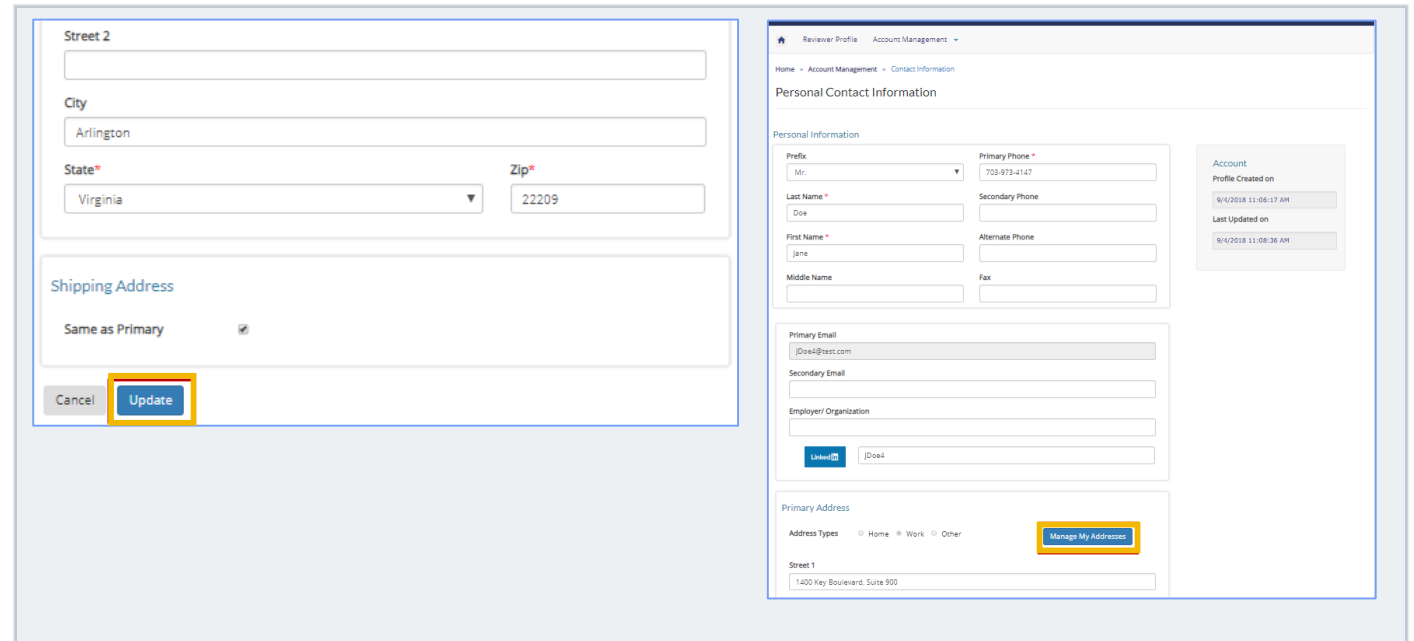 Street 2
City
Arlington
State* Zip*
Virginia 22209
Shipping Address
Same as Primary
Cancel Update
Reviewer Profile Account Management
Home » Account Management » Contact Information
Personal Contact Information
Personal Information
Prefix Primary Phone *
Mr. 703-973-4147
Last Name * Secondary Phone
Doe
First Name * Alternate Phone
Jane
Middle Name Fax
Account
Profile Created on
9/4/2018 11:06:17 AM
Last Updated on
9/4/2018 11:08:36 AM
Primary Email
JDoe4@test.com
Secondary Email
Employer/ Organization
Linked in JDoe4
Primary Address
Address Types Home Work Other Manage My Addresses
Street 1
1400 Key Boulevard, Suite 900